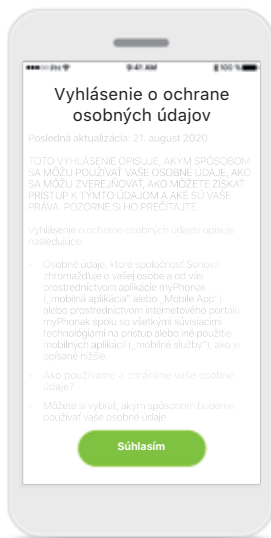 9:41 AM
100 %
Vyhlásenie o ochrane
osobných údajov
Posledná aktualizácia: 21. august 2020
TOTO VYHLÁSENIE OPISUJE, AKÝM SPÔSOBOM
SA MÔŽU POUŽÍVAŤ VAŠE OSOBNÉ ÚDAJE, AKO
SA MÔŽU ZVEREJŇOVAŤ, AKO MÔŽETE ZÍSKAŤ
PRÍSTUP K TÝMTO ÚDAJOM A AKÉ SÚ VAŠE
PRÁVA. POZORNE SI HO PREČÍTAJTE.
Vyhlásenie o ochrane osobných údajov opisuje
nasledujúce:
- Osobné údaje, ktoré spoločnosť Sonova
zhromažďuje o vašej osobe a od vás
prostredníctvom aplikácie myPhonak
(„mobilná aplikácia" alebo „Mobile App")
alebo prostredníctvom internetového portálu
myPhonak spolu so všetkými súvisiacimi
technológiami na prístup alebo iné použitie
mobilných aplikácií („mobilné služby"), ako je
opísané nižšie.
- Ako používame a chránime vaše osobné
údaje?
- Môžete si vybrať, akým spôsobom budeme
používať vaše osobné údaje.
Súhlasím